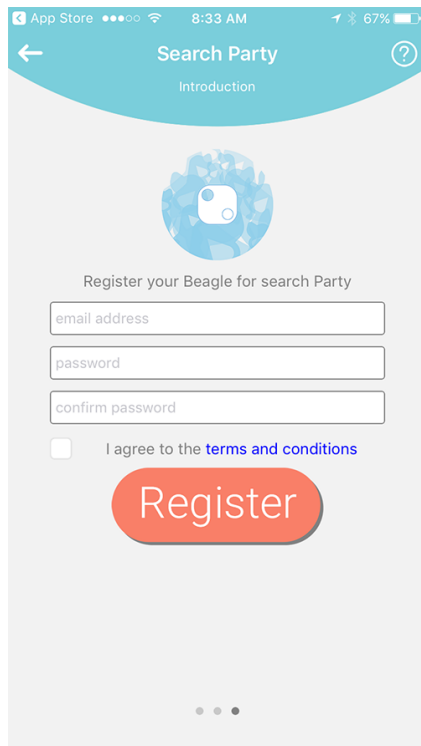 App Store 8:33 AM 67%
Search Party
?
Introduction
Register your Beagle for search Party
email address
password
confirm password
I agree to the terms and conditions
Register